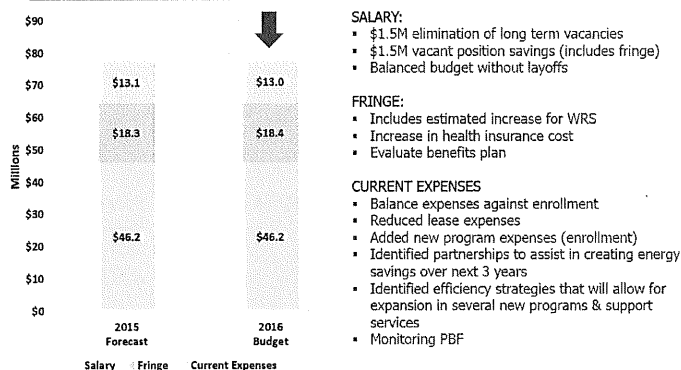 $90
$80
$70
$60
$50
$40
$30
$20
$10
$0
Millions
$13.1
$13.0
$18.3
$18.4
$46.2
$46.2
2015
Forecast
2016
Budget
Salary Fringe Current Expenses
SALARY:
▪ $1.5M elimination of long term vacancies
▪ $1.5M vacant position savings (includes fringe)
▪ Balanced budget without layoffs
FRINGE:
▪ Includes estimated increase for WRS
▪ Increase in health insurance cost
▪ Evaluate benefits plan
CURRENT EXPENSES
▪ Balance expenses against enrollment
▪ Reduced lease expenses
▪ Added new program expenses (enrollment)
▪ Identified partnerships to assist in creating energy
savings over next 3 years
▪ Identified efficiency strategies that will allow for
expansion in several new programs & support
services
▪ Monitoring PBF